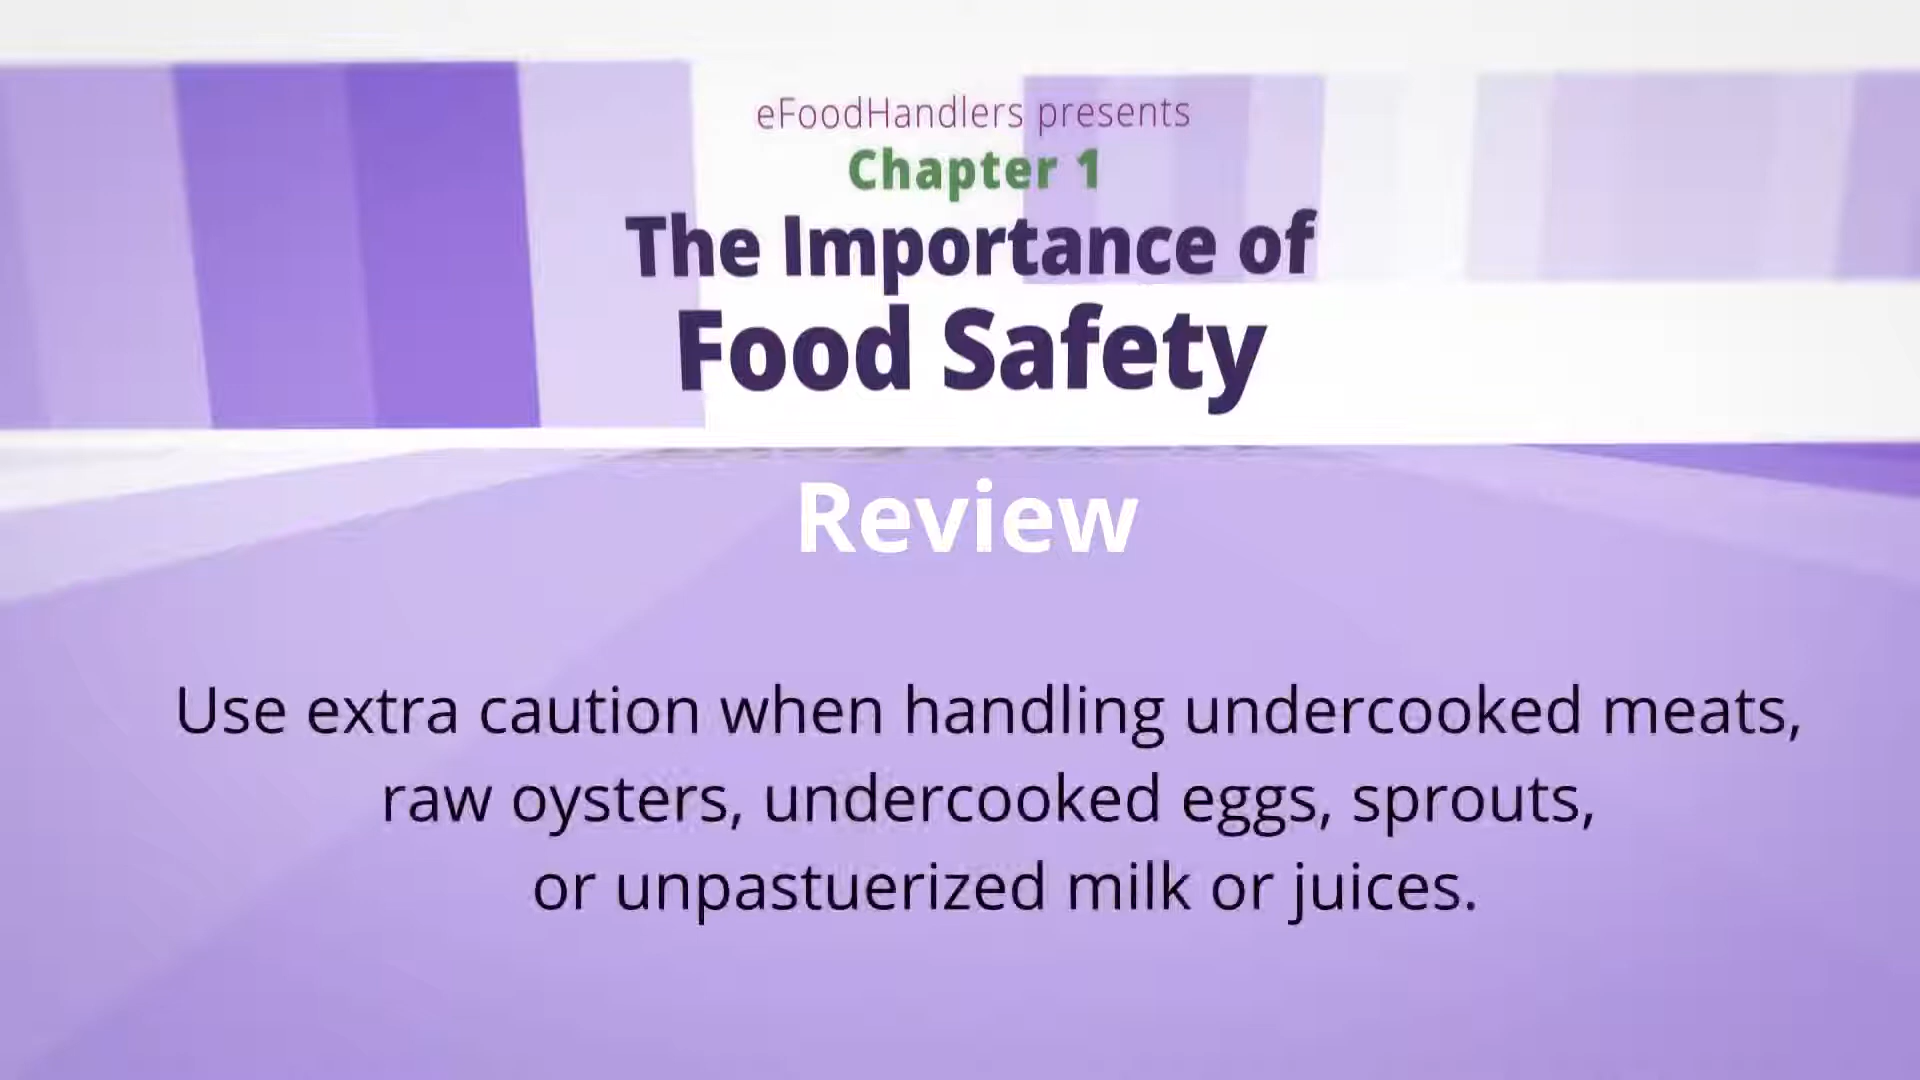 eFoodHandlers presents
Chapter 1
The Importance of
Food Safety
Review
Use extra caution when handling undercooked meats,
raw oysters, undercooked eggs, sprouts,
or unpastuerized milk or juices.